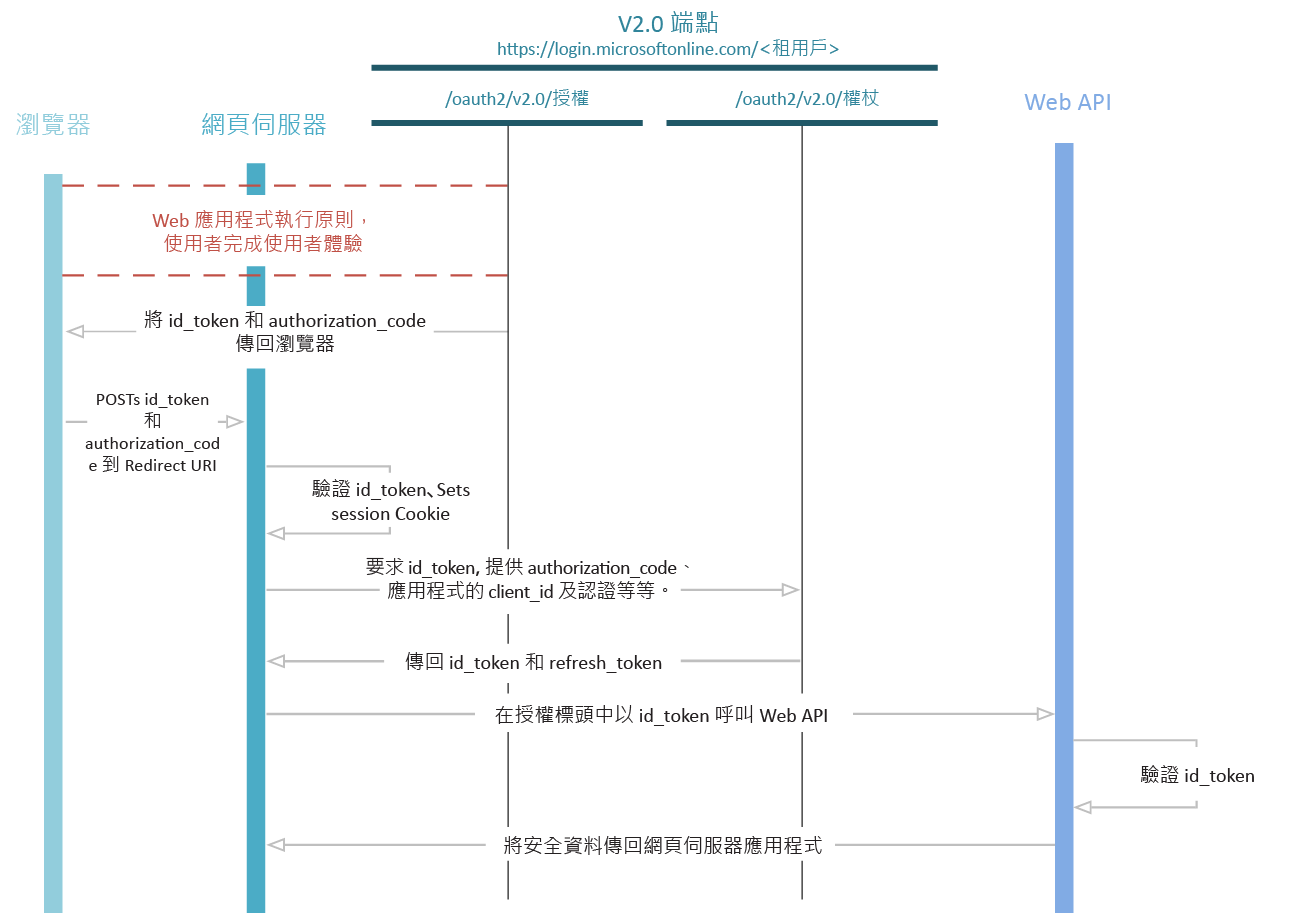 V2.0 端點
https://login.microsoftonline.com/<租用戶>
/oauth2/v2.0/授權
/oauth2/v2.0/權杖
Web API
瀏覽器
網頁伺服器
Web 應用程式執行原則，
使用者完成使用者體驗
將 id_token 和 authorization_code
傳回瀏覽器
POSTs id_token
和
authorization_cod
e 到 Redirect URI
驗證 id_token、Sets
session Cookie
要求 id_token, 提供 authorization_code、
應用程式的 client_id 及認證等等。
傳回 id_token 和 refresh_token
在授權標頭中以 id_token 呼叫 Web API
驗證 id_token
將安全資料傳回網頁伺服器應用程式